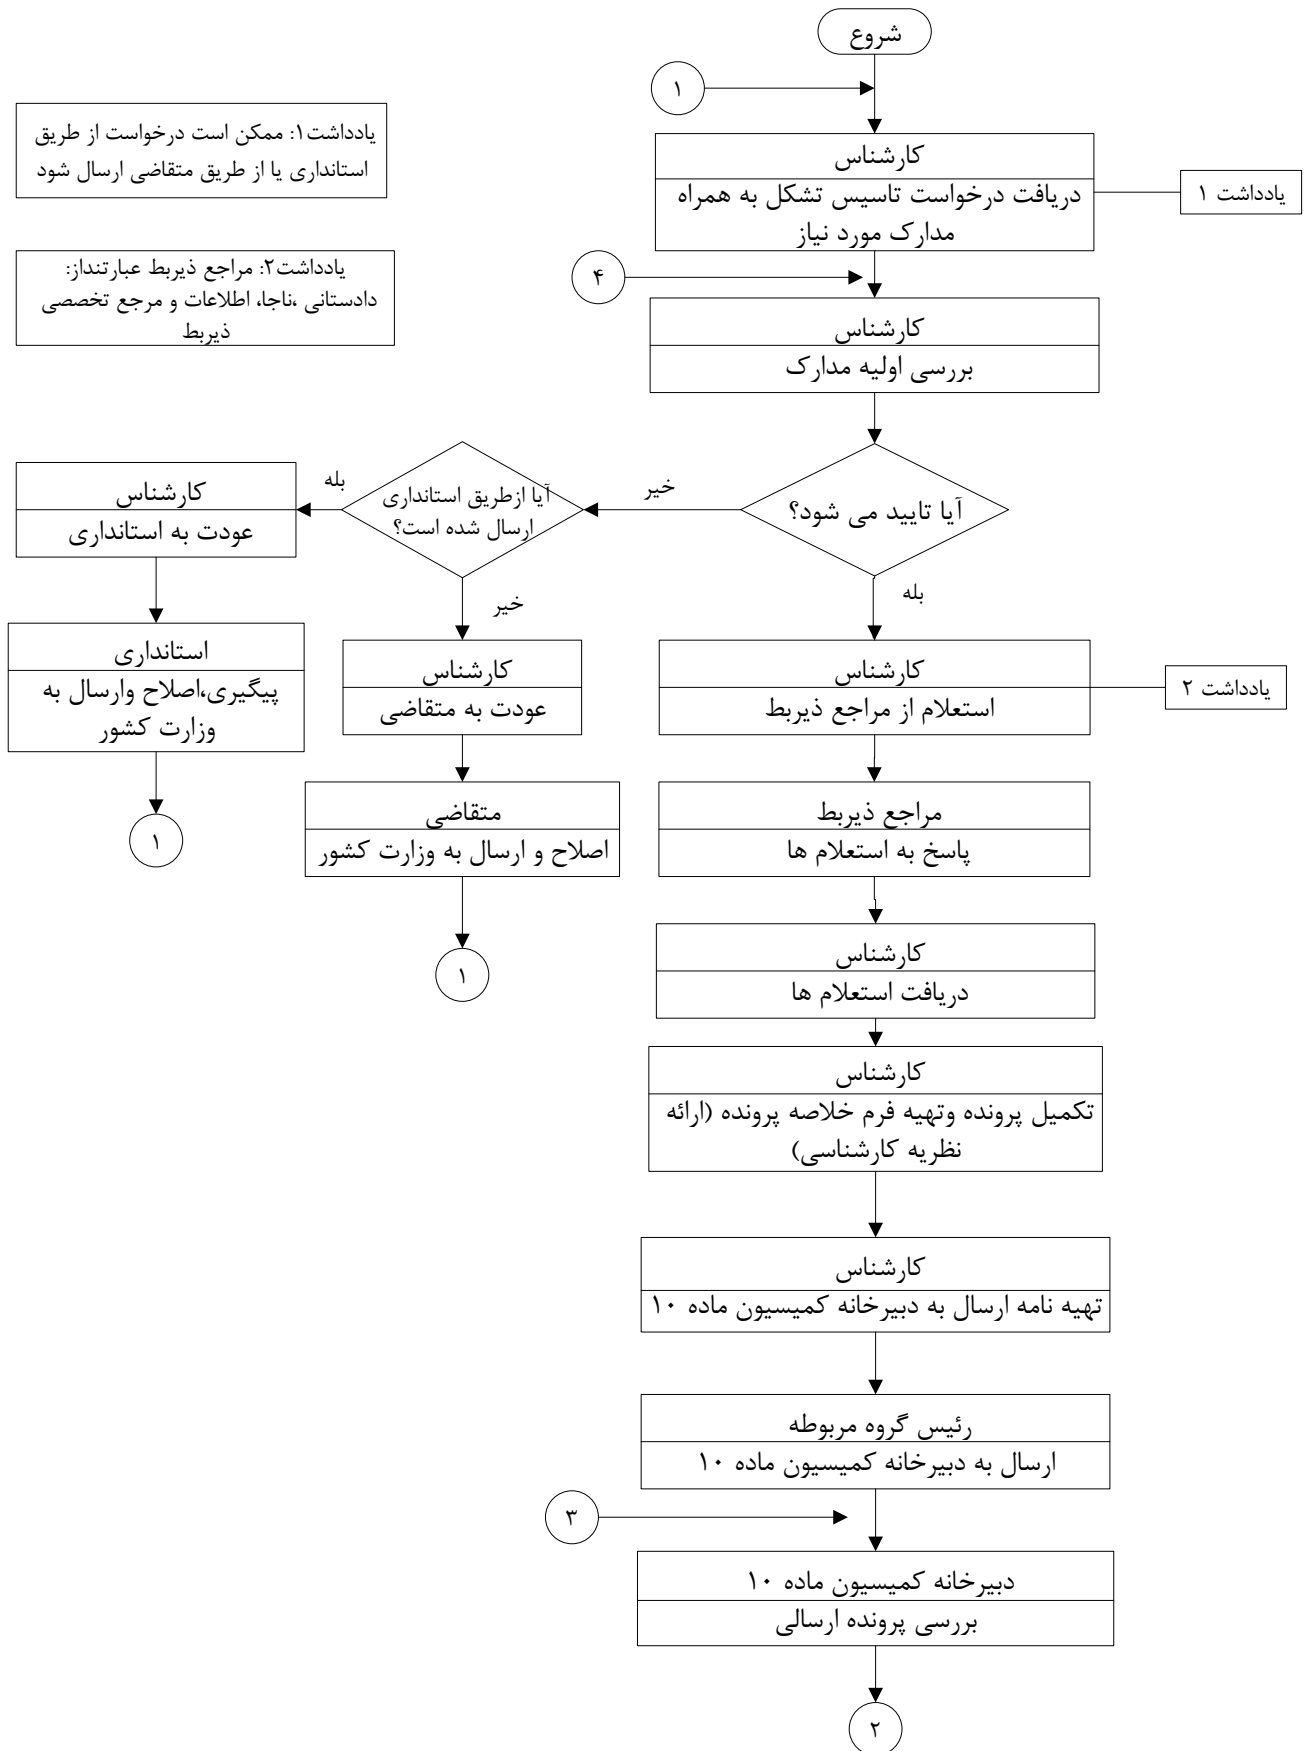 شروع
۱
یادداشت۱: ممکن است درخواست از طریق
استانداری یا از طریق متقاضی ارسال شود
کارشناس
دریافت درخواست تاسیس تشکل به همراه
مدارک مورد نیاز
یادداشت ۱
یادداشت۲: مراجع ذیربط عبارتنداز:
دادستانی ،ناجا، اطلاعات و مرجع تخصصی
ذیربط
۴
کارشناس
بررسی اولیه مدارک
آیا تایید می شود؟
خیر
آیا ازطریق استانداری
ارسال شده است؟
بله
کارشناس
عودت به استانداری
بله
خیر
استانداری
پیگیری،اصلاح وارسال به
وزارت کشور
۱
کارشناس
عودت به متقاضی
کارشناس
استعلام از مراجع ذیربط
یادداشت ۲
متقاضی
اصلاح و ارسال به وزارت کشور
۱
مراجع ذیربط
پاسخ به استعلام ها
کارشناس
دریافت استعلام ها
کارشناس
تکمیل پرونده وتهیه فرم خلاصه پرونده (ارائه
نظریه کارشناسی)
کارشناس
تهیه نامه ارسال به دبیرخانه کمیسیون ماده ۱۰
رئیس گروه مربوطه
ارسال به دبیرخانه کمیسیون ماده ۱۰
۳
دبیرخانه کمیسیون ماده ۱۰
بررسی پرونده ارسالی
۲